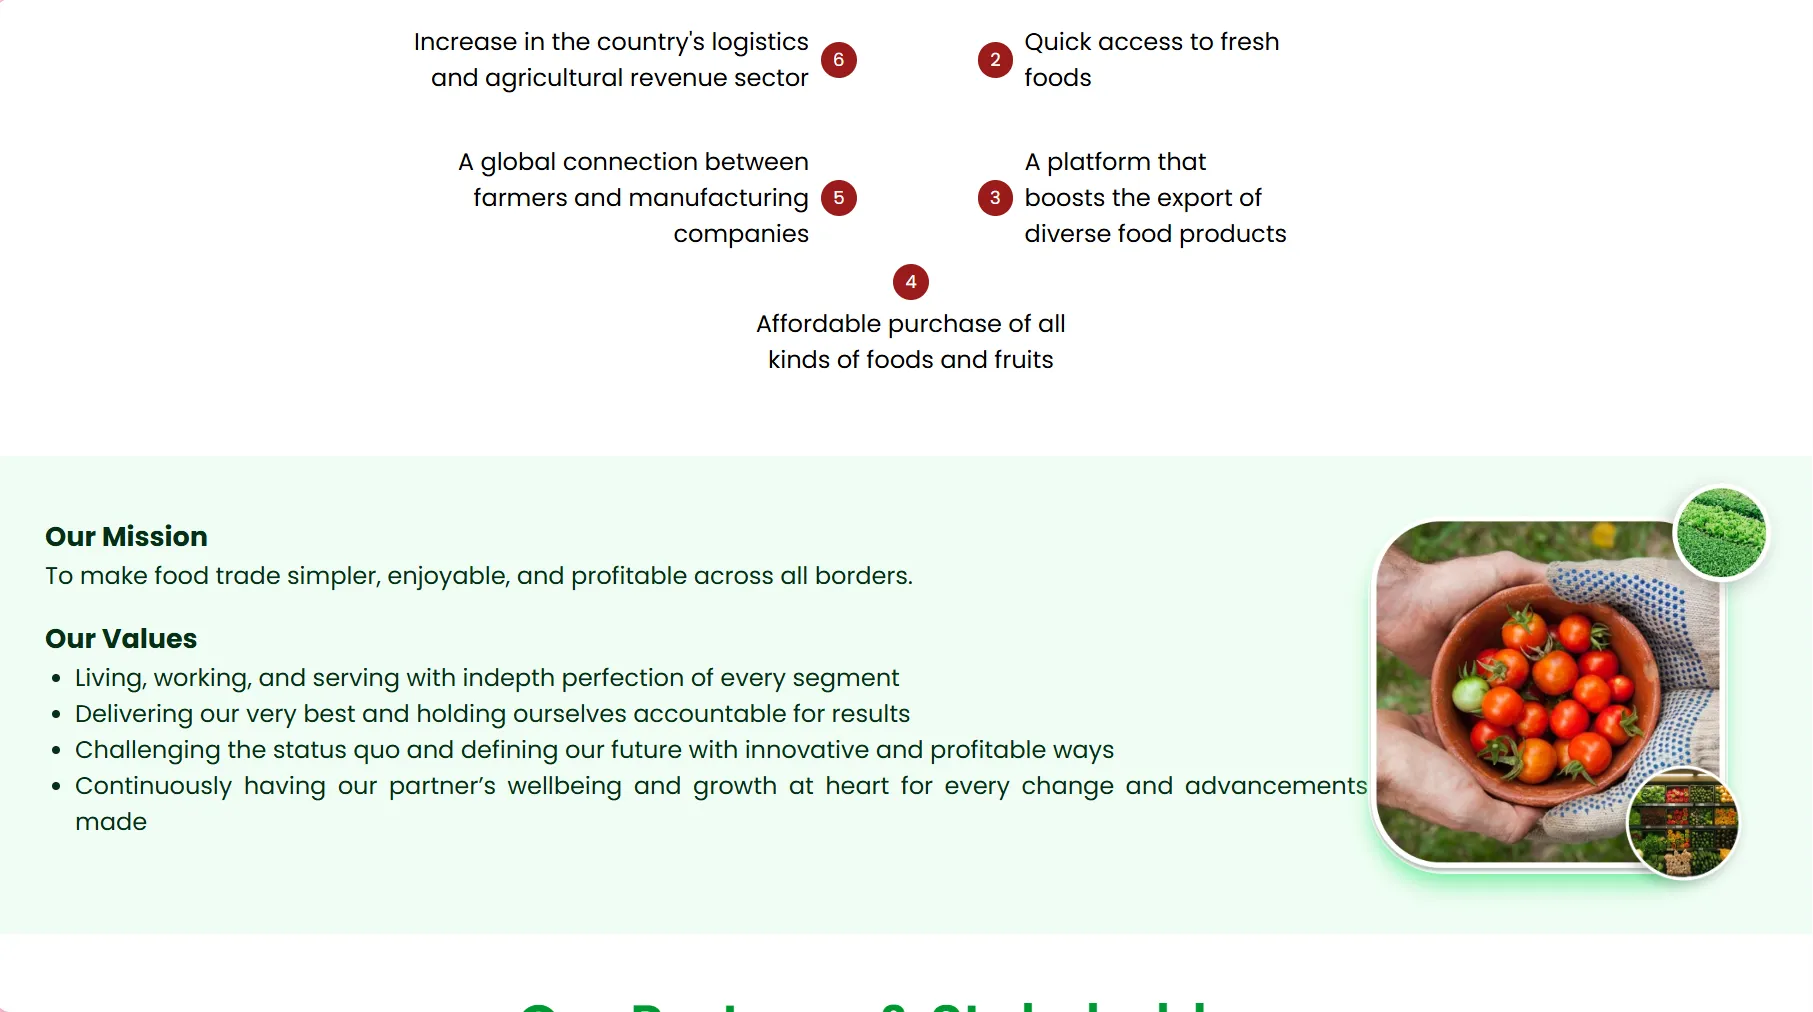 Increase in the country's logistics
and agricultural revenue sector
6
2
Quick access to fresh
foods
A global connection between
farmers and manufacturing
companies
5
3
A platform that
boosts the export of
diverse food products
4
Affordable purchase of all
kinds of foods and fruits
Our Mission
To make food trade simpler, enjoyable, and profitable across all borders.
Our Values
• Living, working, and serving with indepth perfection of every segment
• Delivering our very best and holding ourselves accountable for results
• Challenging the status quo and defining our future with innovative and profitable ways
• Continuously having our partner’s wellbeing and growth at heart for every change and advancements
made